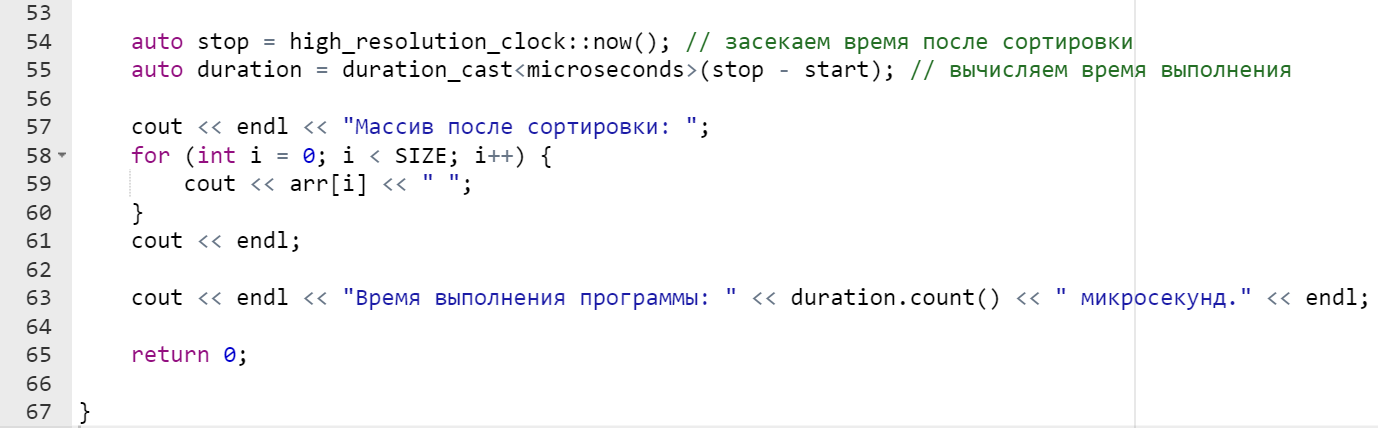 53
54 auto stop = high_resolution_clock::now(); // засекаем время после сортировки
55 auto duration = duration_cast<microseconds>(stop - start); // вычисляем время выполнения
56
57 cout << endl << "Массив после сортировки: ";
58 for (int i = 0; i < SIZE; i++) {
59 cout << arr[i] << " ";
60 }
61 cout << endl;
62
63 cout << endl << "Время выполнения программы: " << duration.count() << " микросекунд." << endl;
64
65 return 0;
66
67 }